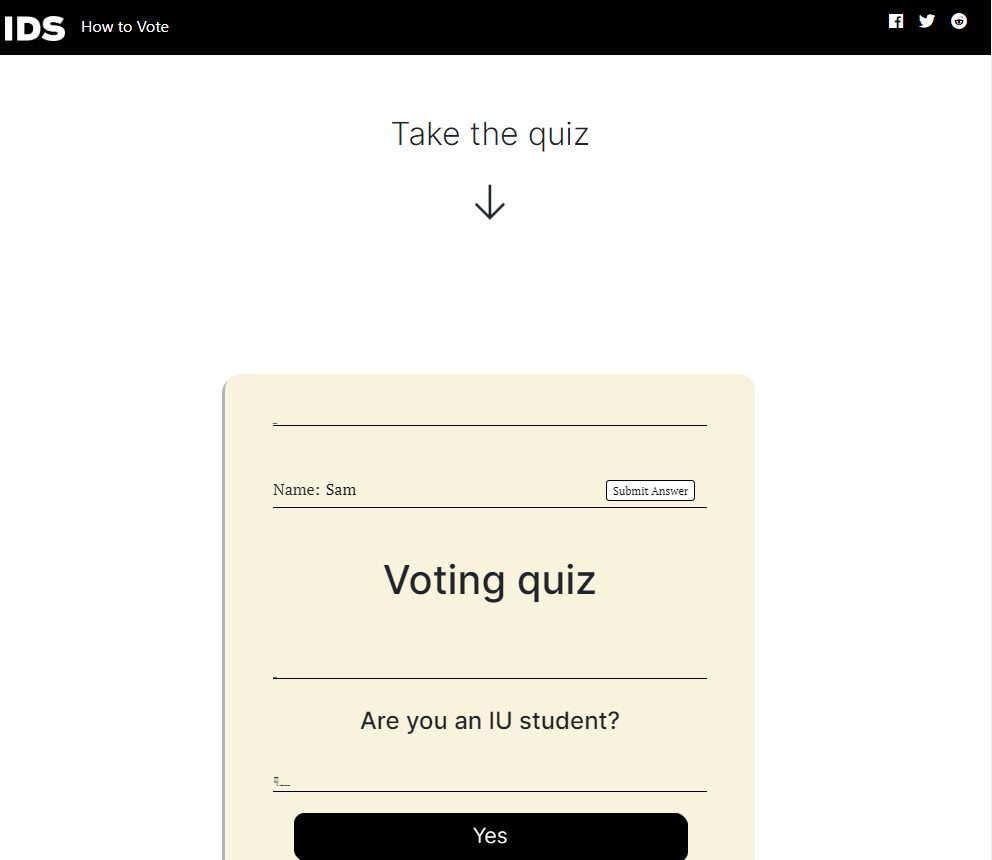 IDS How to Vote
Take the quiz
Name: Sam Submit Answer
Voting quiz
Are you an IU student?
Yes